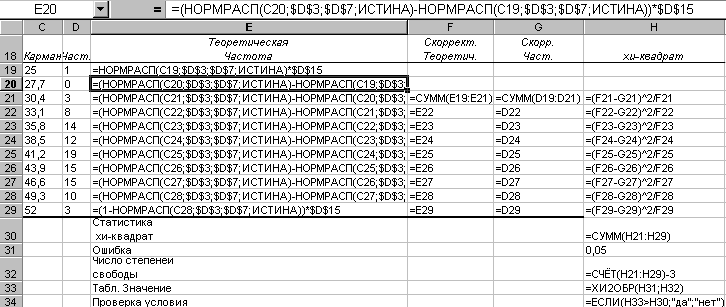 E20 = =(НОРМРАСП(C20;$D$3;$D$7;ИСТИНА)-НОРМРАСП(C19;$D$3;$D$7;ИСТИНА))*$D$15
C D E F G H
Теоретическая Скоррект. Скорр.
18 Карман Част. Частота Теоретич. Част. хи-квадрат
19 25 1 =НОРМРАСП(C19;$D$3;$D$7;ИСТИНА)*$D$15
20 27,7 0 =(НОРМРАСП(C20;$D$3;$D$7;ИСТИНА)-НОРМРАСП(C19;$D$3;
21 30,4 3 =(НОРМРАСП(C21;$D$3;$D$7;ИСТИНА)-НОРМРАСП(C20;$D$3; =СУММ(E19:E21) =СУММ(D19:D21) =(F21-G21)^2/F21
22 33,1 8 =(НОРМРАСП(C22;$D$3;$D$7;ИСТИНА)-НОРМРАСП(C21;$D$3; =E22 =D22 =(F22-G22)^2/F22
23 35,8 14 =(НОРМРАСП(C23;$D$3;$D$7;ИСТИНА)-НОРМРАСП(C22;$D$3; =E23 =D23 =(F23-G23)^2/F23
24 38,5 12 =(НОРМРАСП(C24;$D$3;$D$7;ИСТИНА)-НОРМРАСП(C23;$D$3; =E24 =D24 =(F24-G24)^2/F24
25 41,2 19 =(НОРМРАСП(C25;$D$3;$D$7;ИСТИНА)-НОРМРАСП(C24;$D$3; =E25 =D25 =(F25-G25)^2/F25
26 43,9 15 =(НОРМРАСП(C26;$D$3;$D$7;ИСТИНА)-НОРМРАСП(C25;$D$3; =E26 =D26 =(F26-G26)^2/F26
27 46,6 15 =(НОРМРАСП(C27;$D$3;$D$7;ИСТИНА)-НОРМРАСП(C26;$D$3; =E27 =D27 =(F27-G27)^2/F27
28 49,3 10 =(НОРМРАСП(C28;$D$3;$D$7;ИСТИНА)-НОРМРАСП(C27;$D$3; =E28 =D28 =(F28-G28)^2/F28
29 52 3 =(1-НОРМРАСП(C28;$D$3;$D$7;ИСТИНА))*$D$15 =E29 =D29 =(F29-G29)^2/F29
Статистика
30 хи-квадрат =СУММ(H21:H29)
31 Ошибка 0,05
Число степеней
32 свободы =СЧЁТ(H21:H29)-3
33 Табл. Значение =ХИ2ОБР(H31;H32)
34 Проверка условия =ЕСЛИ(H33>H30;"да";"нет")